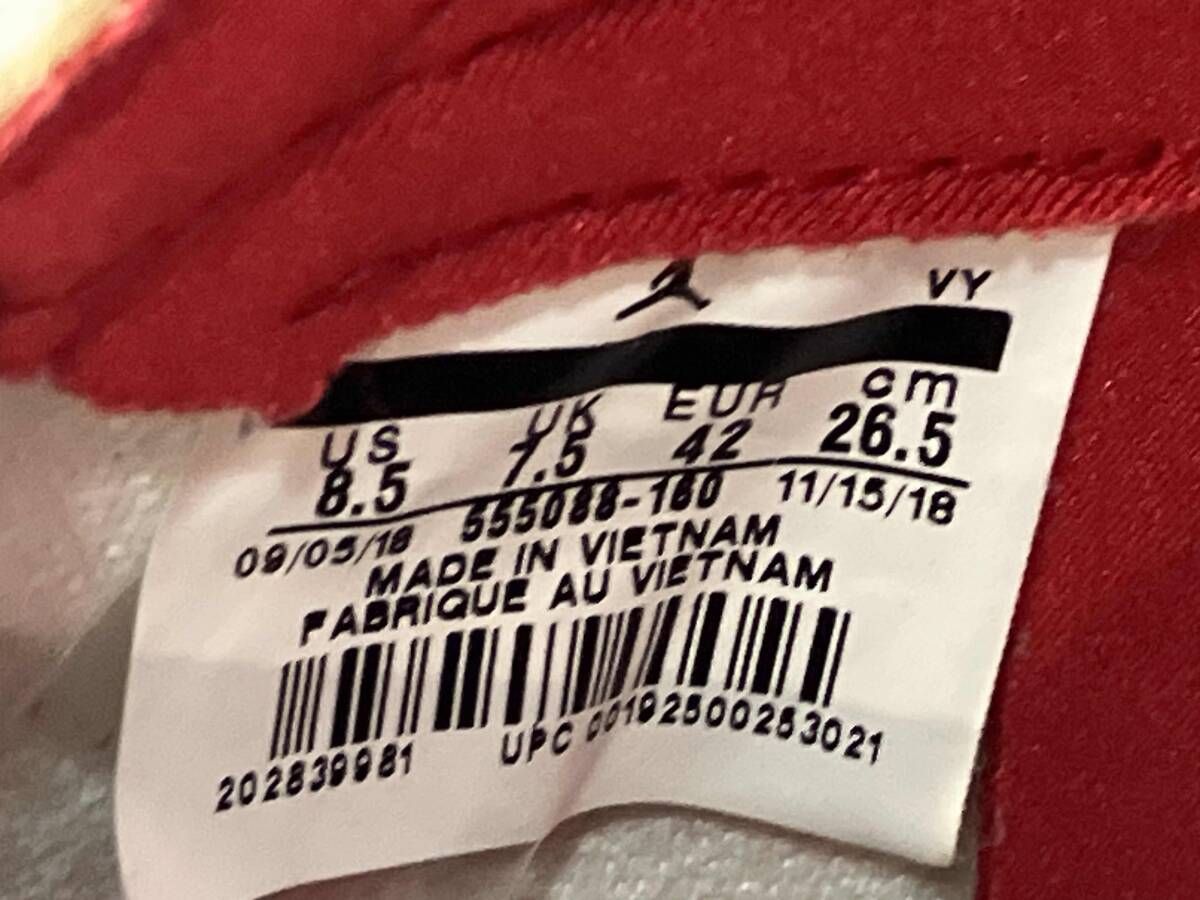 VY
US UK EUR cm
8.5 7.5 42 26.5
09/05/18 555088-160 11/15/18
MADE IN VIETNAM
FABRIQUE AU VIETNAM
202839981 UPC 00192500253021